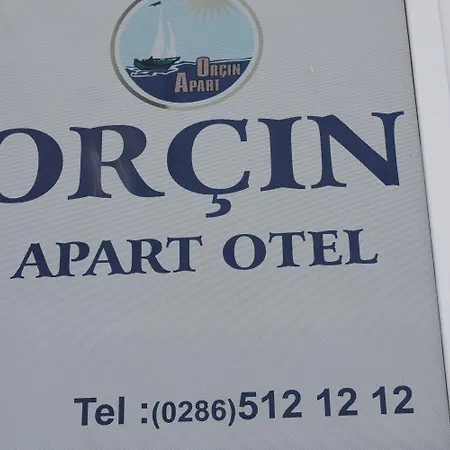 ORÇIN
APART
ORÇIN
APART OTEL
Tel :(0286)512 12 12